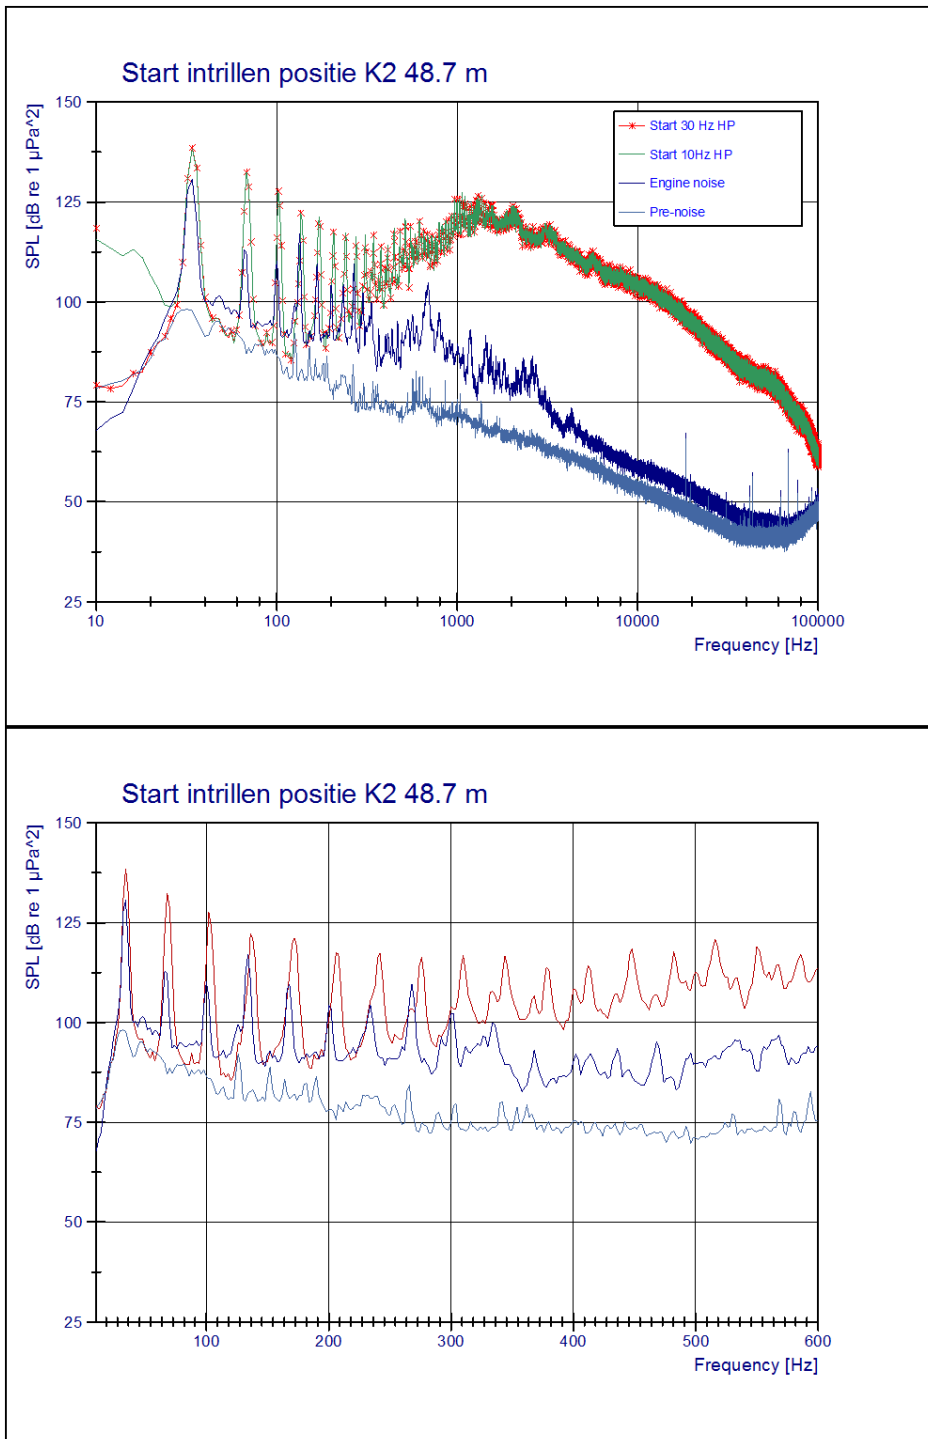 Start intrillen positie K2 48.7 m
SPL [dB re 1 µPa^2]
150
125
100
75
50
25
Start 30 Hz HP
Start 10Hz HP
Engine noise
Pre-noise
10
100
1000
10000
100000
Frequency [Hz]
Start intrillen positie K2 48.7 m
SPL [dB re 1 µPa^2]
150
125
100
75
50
25
100
200
300
400
500
600
Frequency [Hz]